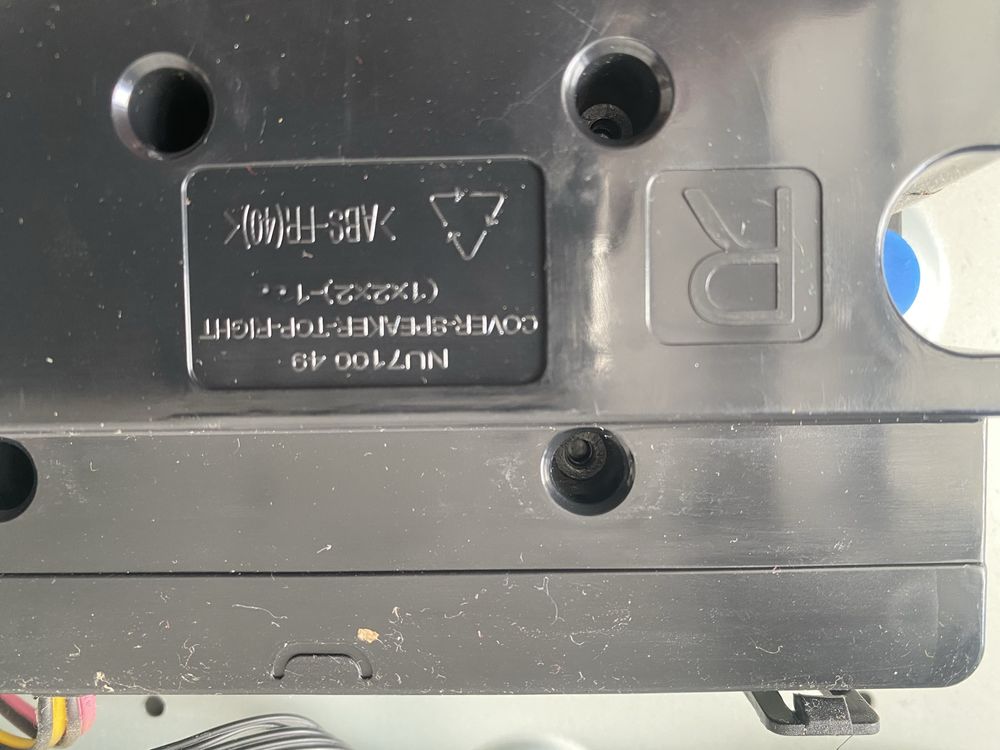 NU7100 49
COVER-SPEAKER-TOP-RIGHT
(1x2x2)-1
>ABS-FR(40)<
R